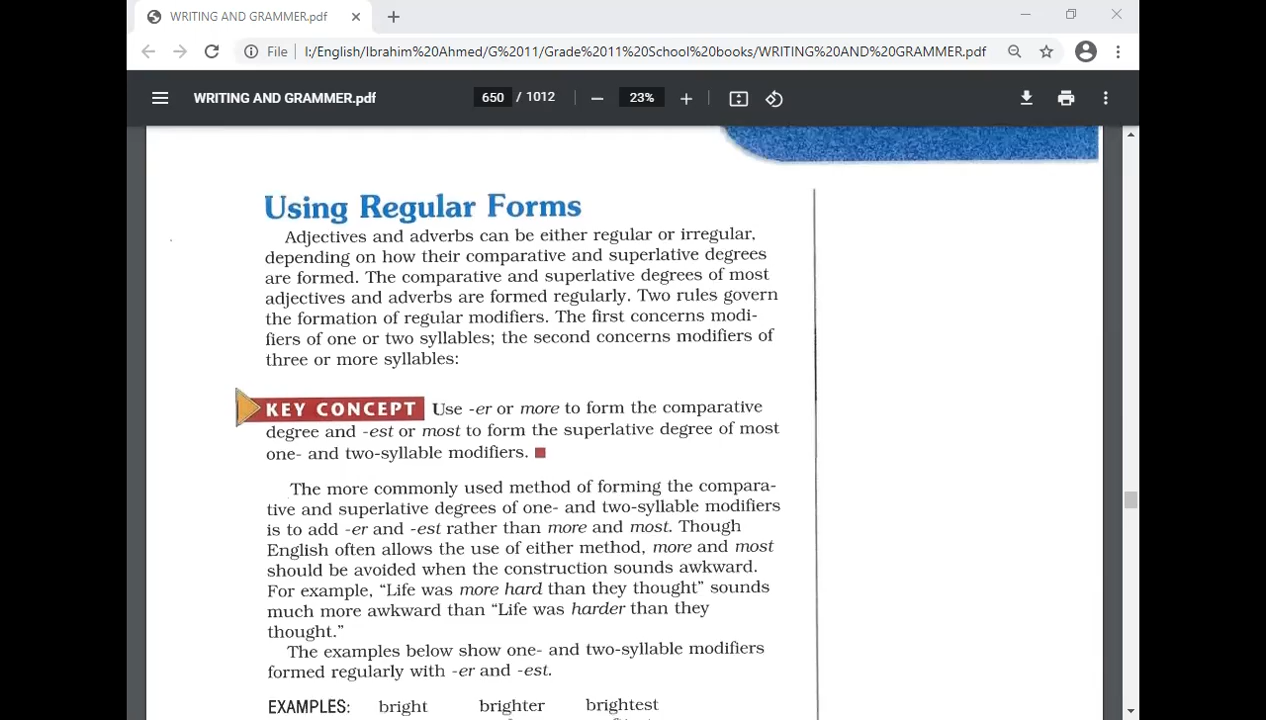 WRITING AND GRAMMER.pdf
File I:/English/Ibrahim%20Ahmed/G%2011/Grade%2011%20School%20books/WRITING%20AND%20GRAMMER.pdf
WRITING AND GRAMMER.pdf 650 / 1012 23%
Using Regular Forms
Adjectives and adverbs can be either regular or irregular,
depending on how their comparative and superlative degrees
are formed. The comparative and superlative degrees of most
adjectives and adverbs are formed regularly. Two rules govern
the formation of regular modifiers. The first concerns modi-
fiers of one or two syllables; the second concerns modifiers of
three or more syllables:
KEY CONCEPT Use -er or more to form the comparative
degree and -est or most to form the superlative degree of most
one- and two-syllable modifiers.
The more commonly used method of forming the compara-
tive and superlative degrees of one- and two-syllable modifiers
is to add -er and -est rather than more and most. Though
English often allows the use of either method, more and most
should be avoided when the construction sounds awkward.
For example, “Life was more hard than they thought” sounds
much more awkward than “Life was harder than they
thought.”
The examples below show one- and two-syllable modifiers
formed regularly with -er and -est.
EXAMPLES: bright brighter brightest